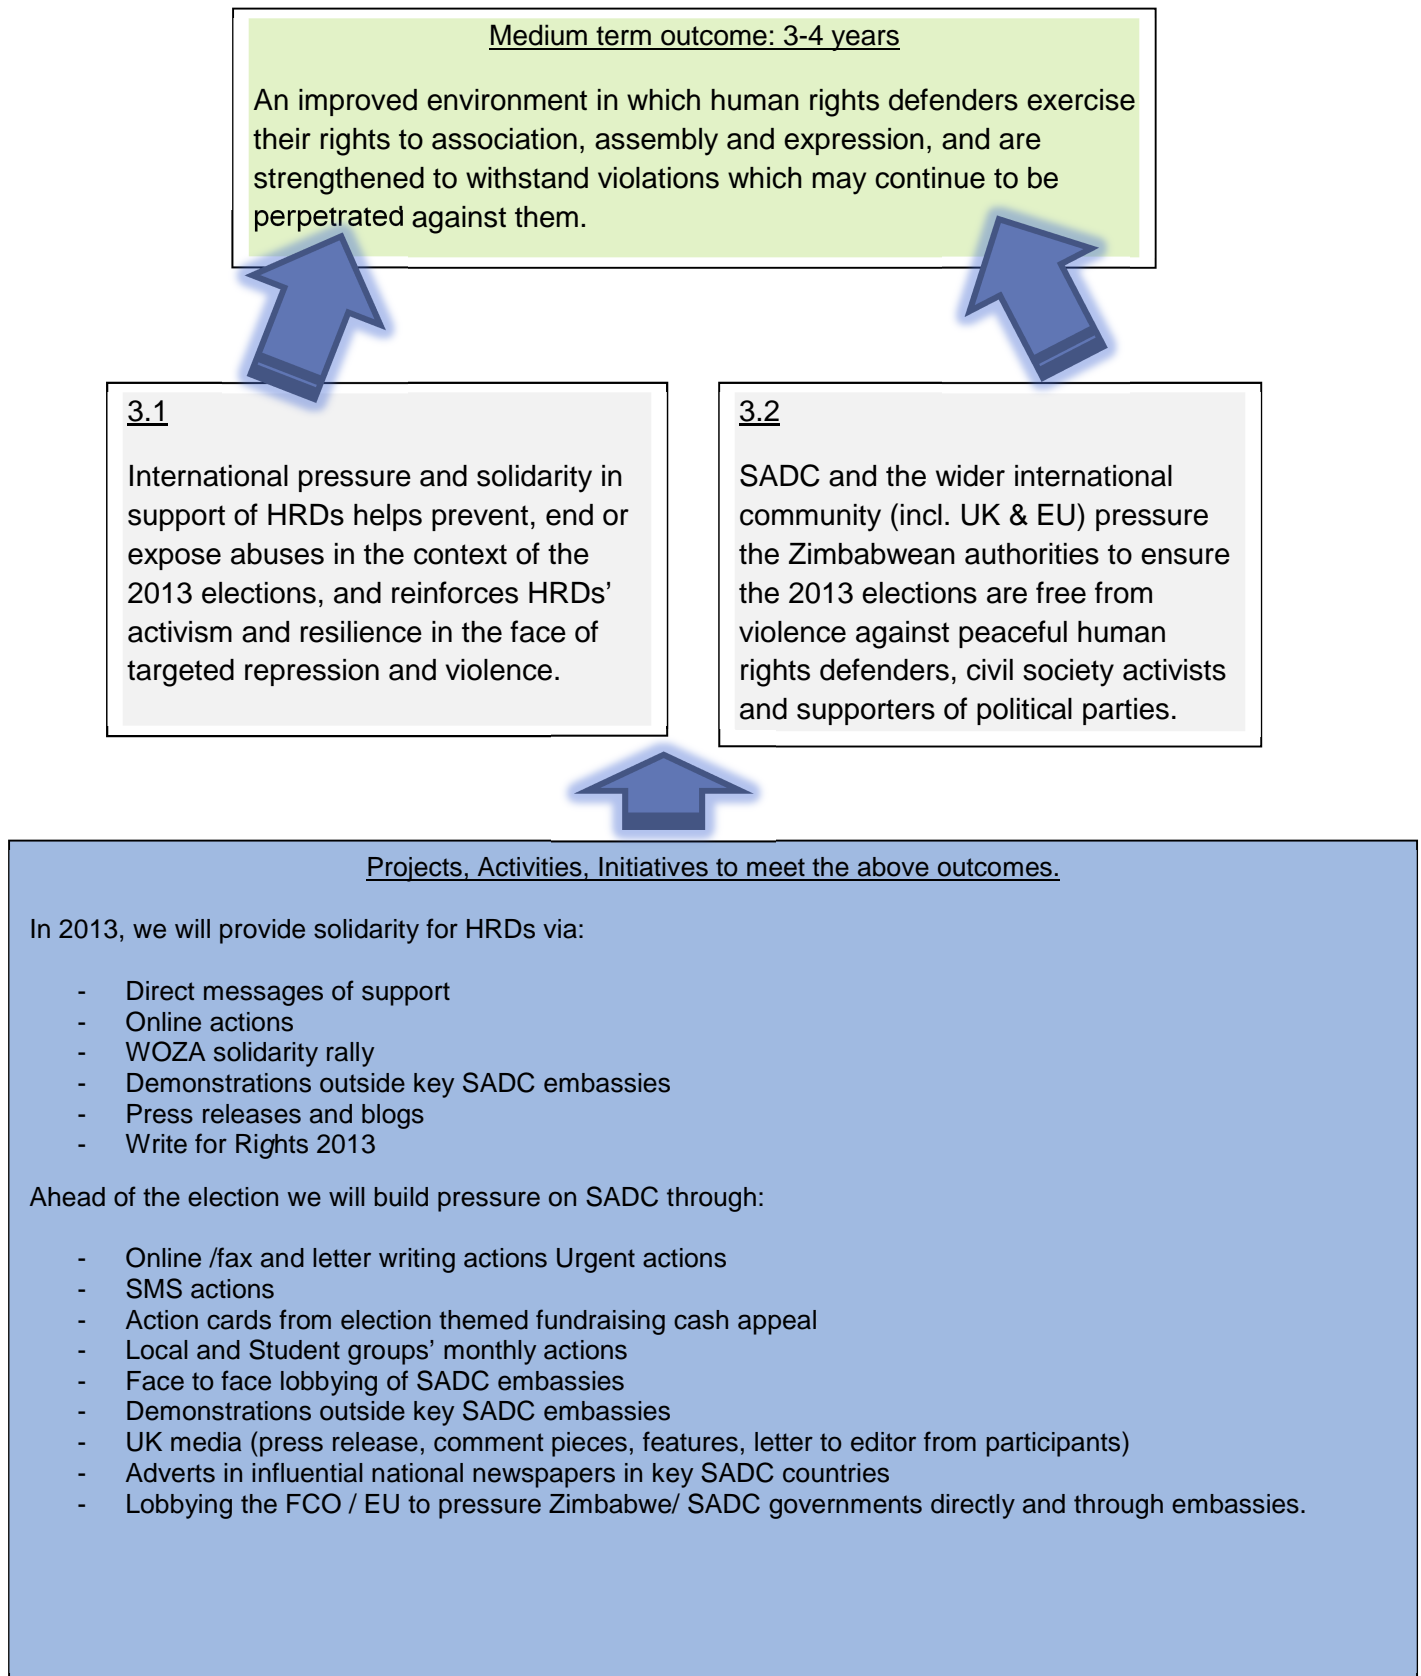 Medium term outcome: 3-4 years
An improved environment in which human rights defenders exercise
their rights to association, assembly and expression, and are
strengthened to withstand violations which may continue to be
perpetrated against them.
3.1
International pressure and solidarity in
support of HRDs helps prevent, end or
expose abuses in the context of the
2013 elections, and reinforces HRDs’
activism and resilience in the face of
targeted repression and violence.
3.2
SADC and the wider international
community (incl. UK & EU) pressure
the Zimbabwean authorities to ensure
the 2013 elections are free from
violence against peaceful human
rights defenders, civil society activists
and supporters of political parties.
Projects, Activities, Initiatives to meet the above outcomes.
In 2013, we will provide solidarity for HRDs via:
- Direct messages of support
- Online actions
- WOZA solidarity rally
- Demonstrations outside key SADC embassies
- Press releases and blogs
- Write for Rights 2013
Ahead of the election we will build pressure on SADC through:
- Online /fax and letter writing actions Urgent actions
- SMS actions
- Action cards from election themed fundraising cash appeal
- Local and Student groups’ monthly actions
- Face to face lobbying of SADC embassies
- Demonstrations outside key SADC embassies
- UK media (press release, comment pieces, features, letter to editor from participants)
- Adverts in influential national newspapers in key SADC countries
- Lobbying the FCO / EU to pressure Zimbabwe/ SADC governments directly and through embassies.